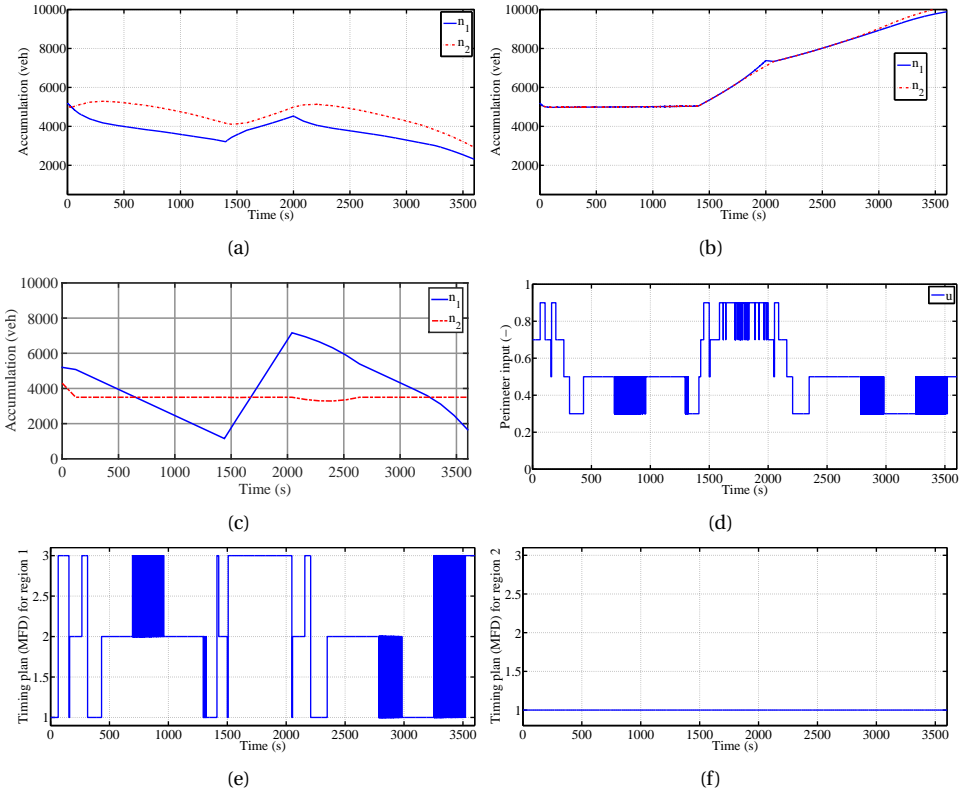 10000
8000
6000
4000
2000
Accumulation (veh)
n1
n2
0 500 1000 1500 2000 2500 3000 3500
Time (s)
(a)
10000
8000
6000
4000
2000
Accumulation (veh)
n1
n2
0 500 1000 1500 2000 2500 3000 3500
Time (s)
(b)
10000
8000
6000
4000
2000
0
Accumulation (veh)
n1
n2
0 500 1000 1500 2000 2500 3000 3500
Time (s)
(c)
1
0.8
0.6
0.4
0.2
0
Perimeter input (−)
u
0 500 1000 1500 2000 2500 3000 3500
Time (s)
(d)
3
2.5
2
1.5
1
Timing plan (MFD) for region 1
0 500 1000 1500 2000 2500 3000 3500
Time (s)
(e)
3
2.5
2
1.5
1
Timing plan (MFD) for region 2
0 500 1000 1500 2000 2500 3000 3500
Time (s)
(f)